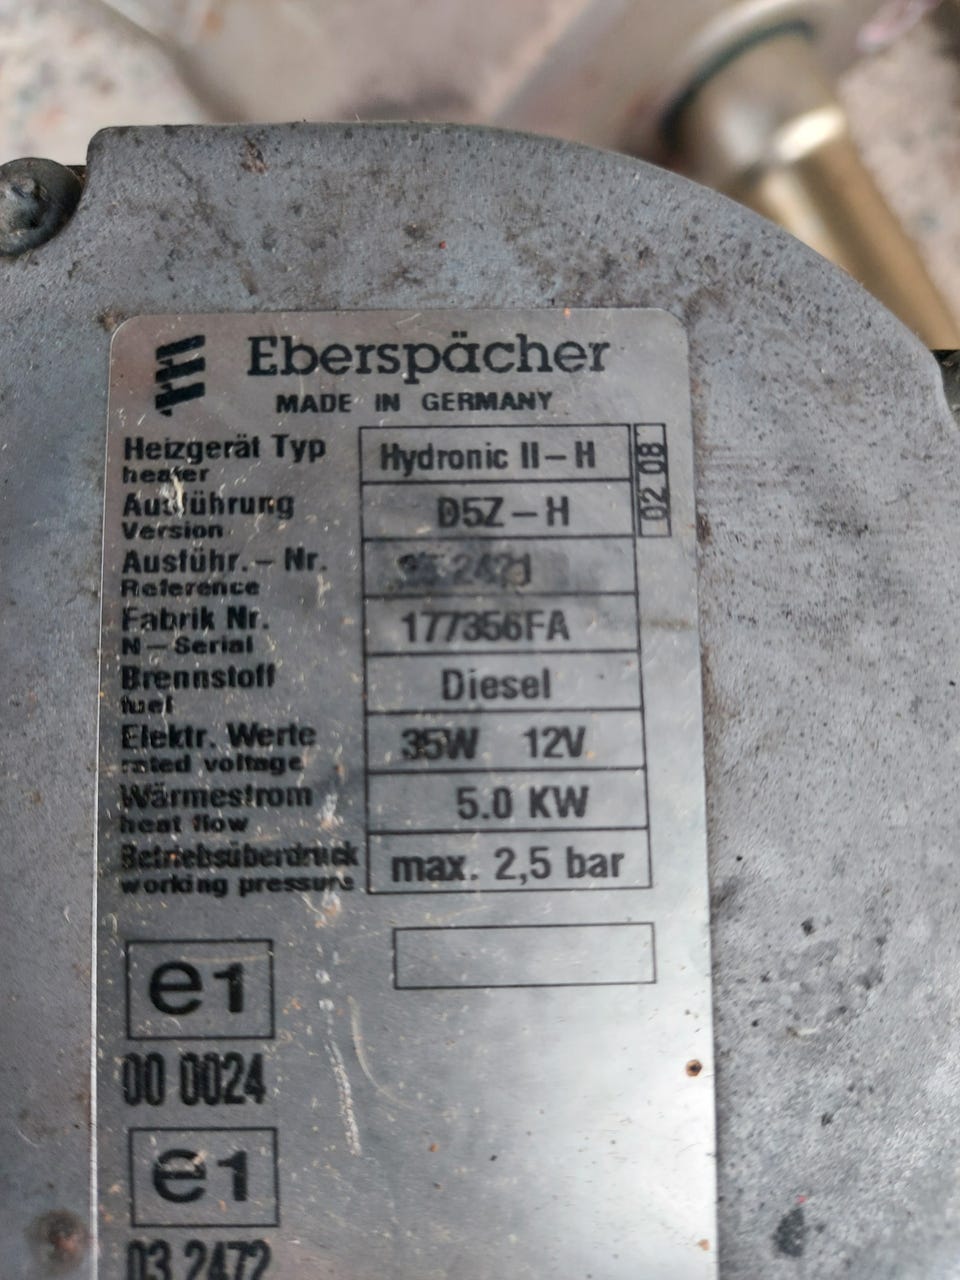 Eberspächer
MADE IN GERMANY
Heizgerät Typ
heater
Hydronic II – H
02 08
Ausführung
Version
D5Z – H
Ausführ. – Nr.
Reference
Fabrik Nr.
N – Serial
177356FA
Brennstoff
fuel
Diesel
Elektr. Werte
rated voltage
35W 12V
Wärmestrom
heat flow
5.0 KW
Betriebsüberdruck
working pressure
max. 2,5 bar
e1
00 0024
e1
03 2472